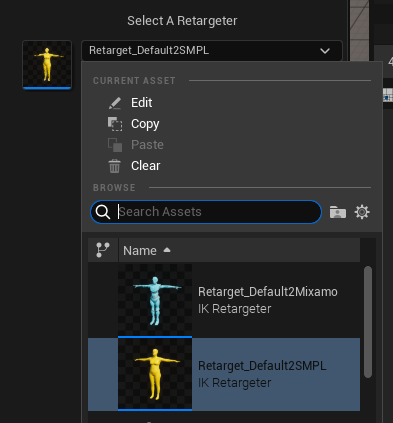 Select A Retargeter
Retarget_Default2SMPL
CURRENT ASSET
Edit
Copy
Paste
Clear
BROWSE
Search Assets
Name
Retarget_Default2Mixamo
IK Retargeter
Retarget_Default2SMPL
IK Retargeter